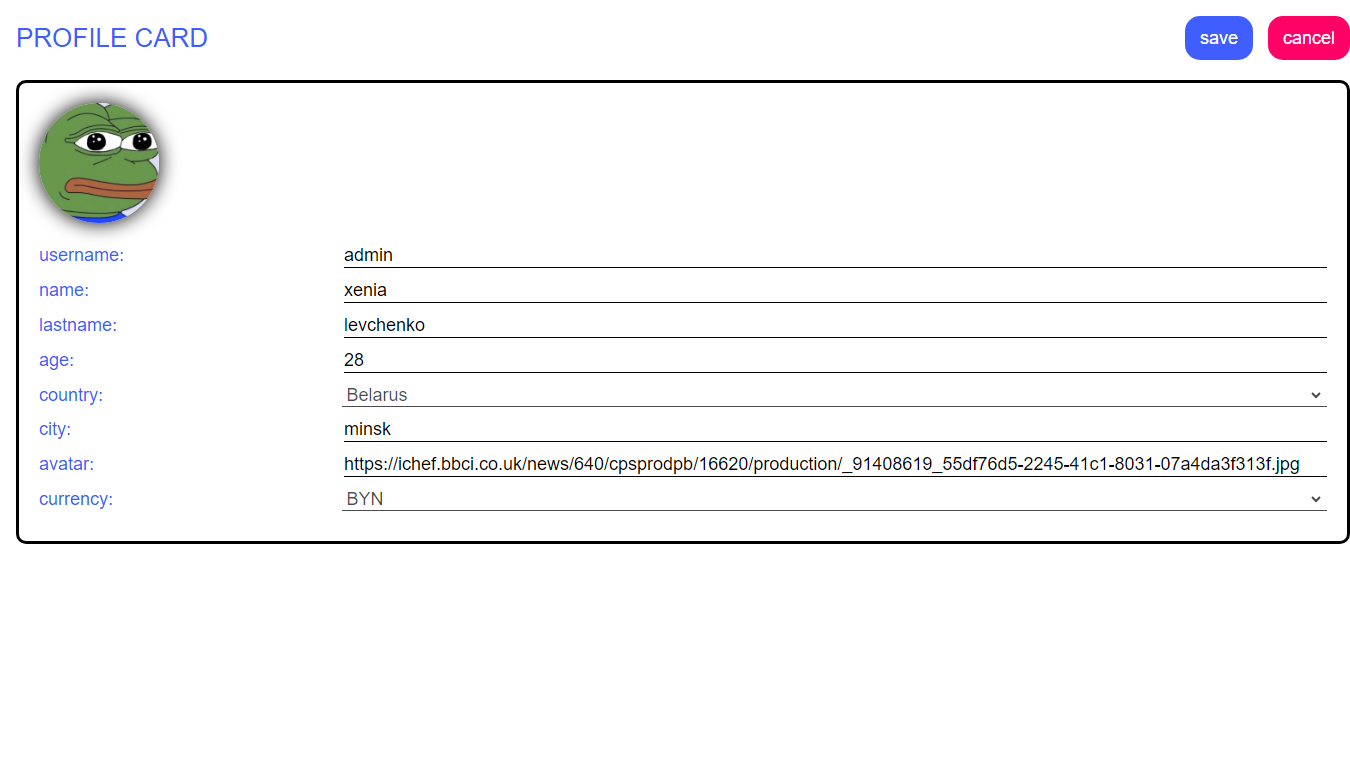 PROFILE CARD save cancel
username: admin
name: xenia
lastname: levchenko
age: 28
country: Belarus
city: minsk
avatar: https://ichef.bbci.co.uk/news/640/cpsprodpb/16620/production/_91408619_55df76d5-2245-41c1-8031-07a4da3f313f.jpg
currency: BYN